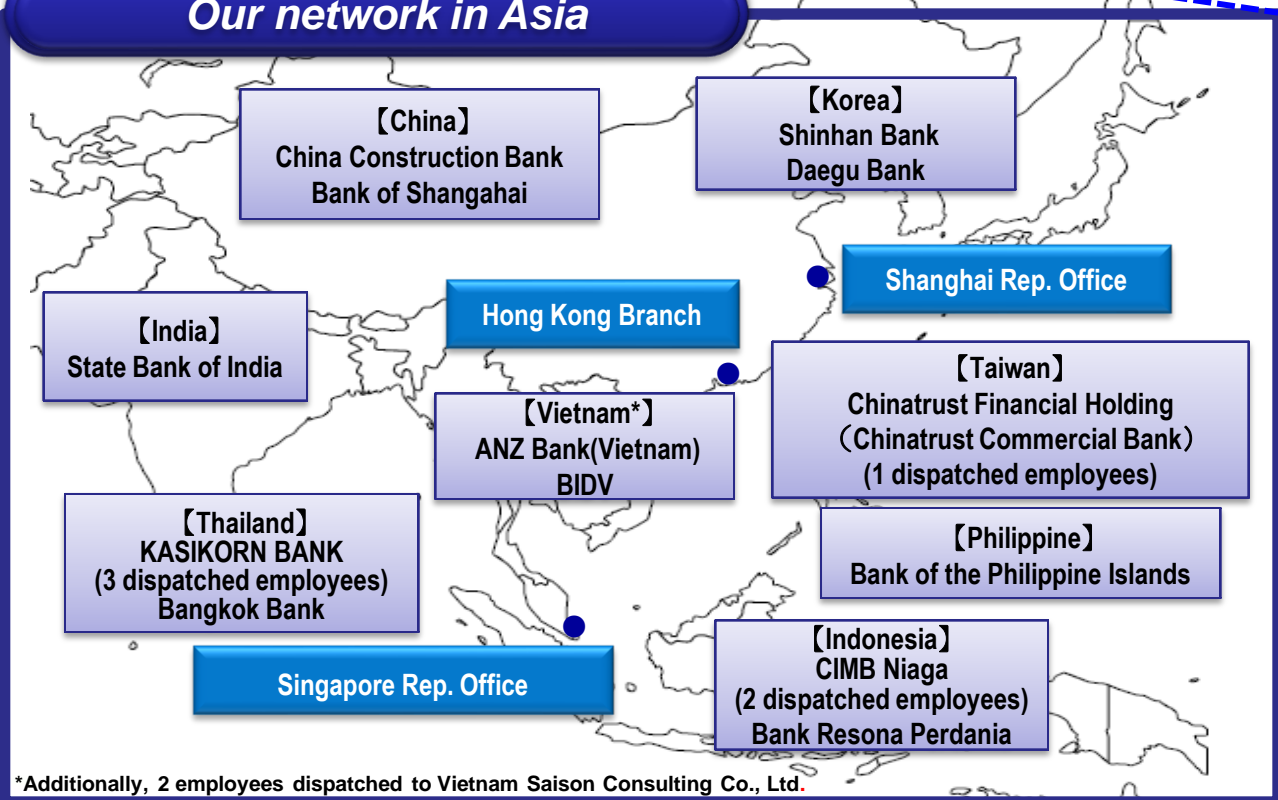 Our network in Asia
【China】
China Construction Bank
Bank of Shangahai
【Korea】
Shinhan Bank
Daegu Bank
Shanghai Rep. Office
Hong Kong Branch
【India】
State Bank of India
【Vietnam*】
ANZ Bank(Vietnam)
BIDV
【Taiwan】
Chinatrust Financial Holding
（Chinatrust Commercial Bank）
(1 dispatched employees)
【Thailand】
KASIKORN BANK
(3 dispatched employees)
Bangkok Bank
【Philippine】
Bank of the Philippine Islands
Singapore Rep. Office
【Indonesia】
CIMB Niaga
(2 dispatched employees)
Bank Resona Perdania
*Additionally, 2 employees dispatched to Vietnam Saison Consulting Co., Ltd.